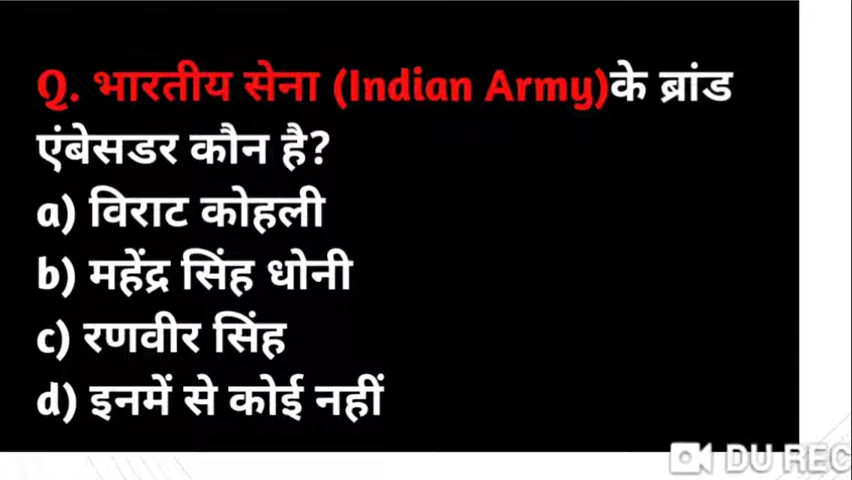 Q. भारतीय सेना (Indian Army)के ब्रांड
एंबेसडर कौन है?
a) विराट कोहली
b) महेंद्र सिंह धोनी
c) रणवीर सिंह
d) इनमें से कोई नहीं
DU REC